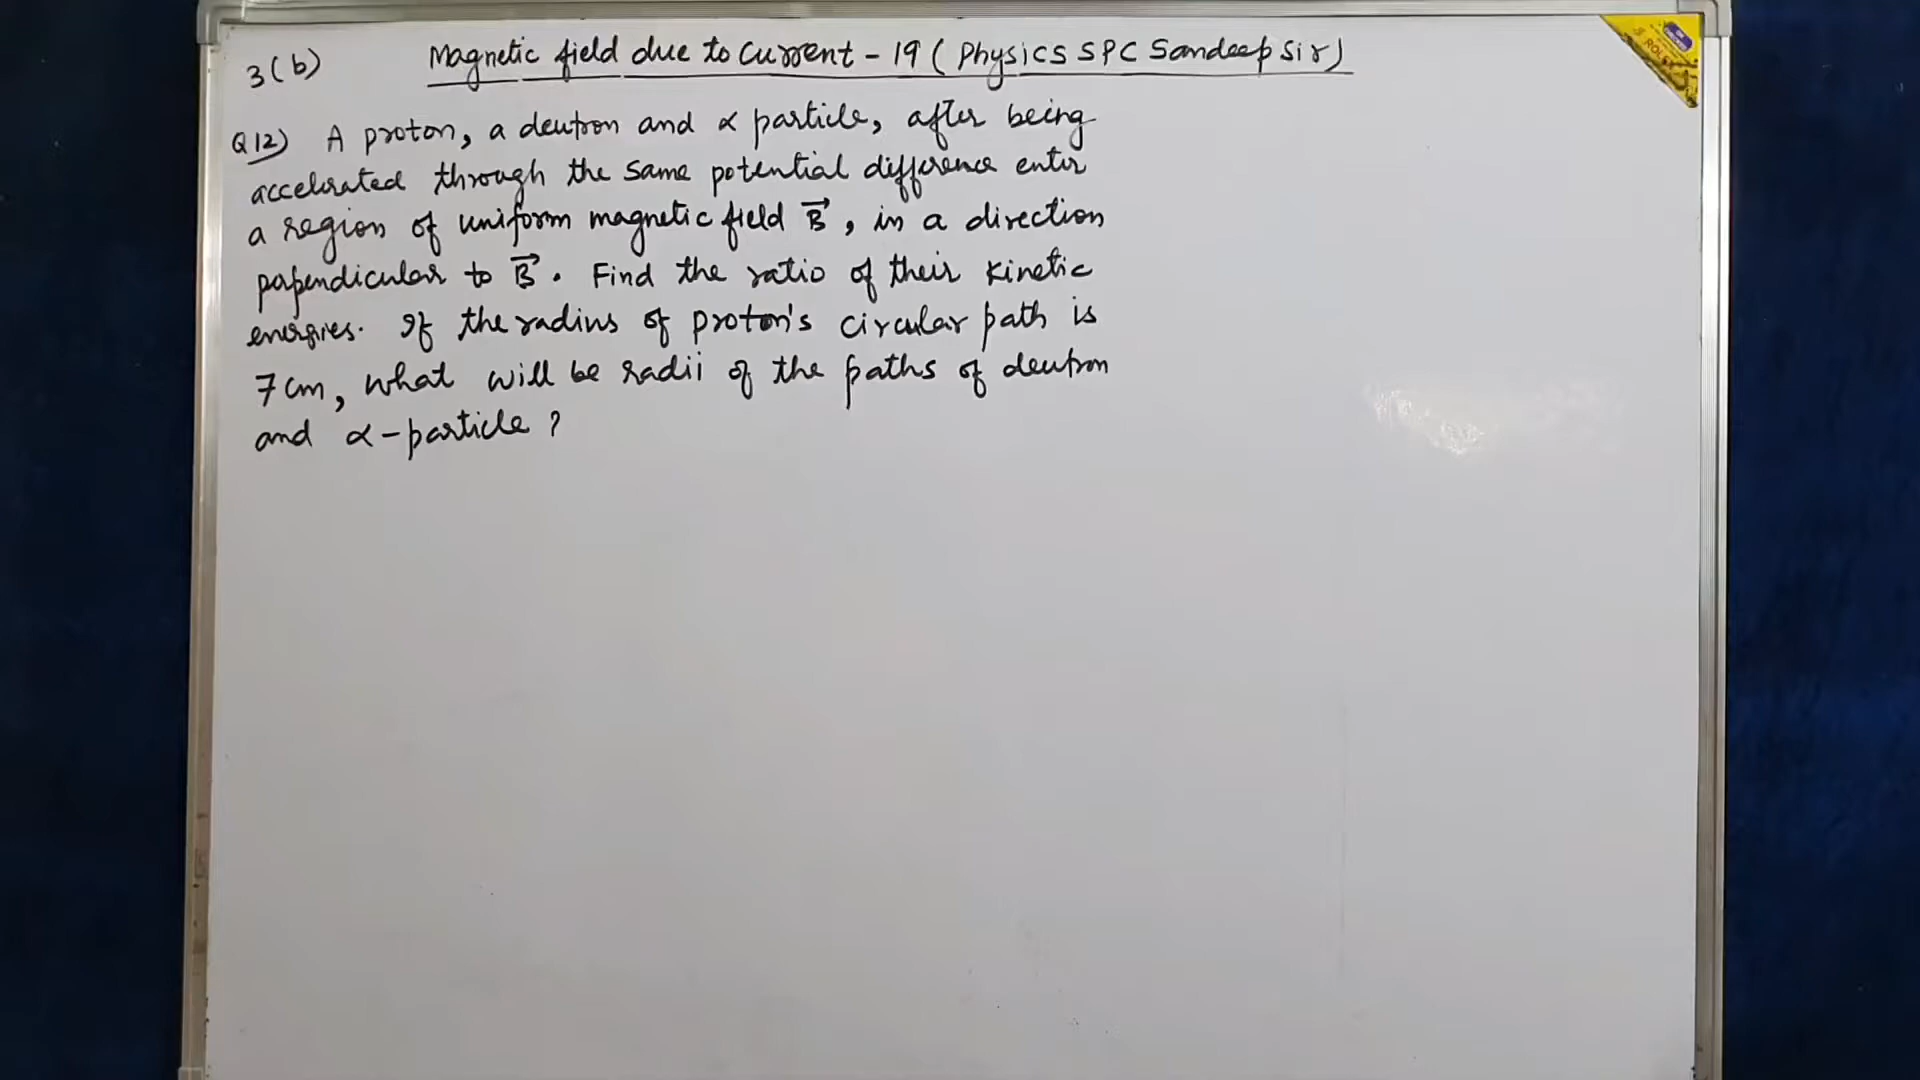 3(b)
Magnetic field due to Current - 19 ( Physics SPC Sandeep Sir)
Q12) A proton, a deutron and α particle, after being
accelerated through the same potential difference enter
a region of uniform magnetic field B⃗, in a direction
papendicular to B⃗. Find the ratio of their kinetic
energies. If the radius of proton's circular path is
7 cm, what will be radii of the paths of deutron
and α-particle ?